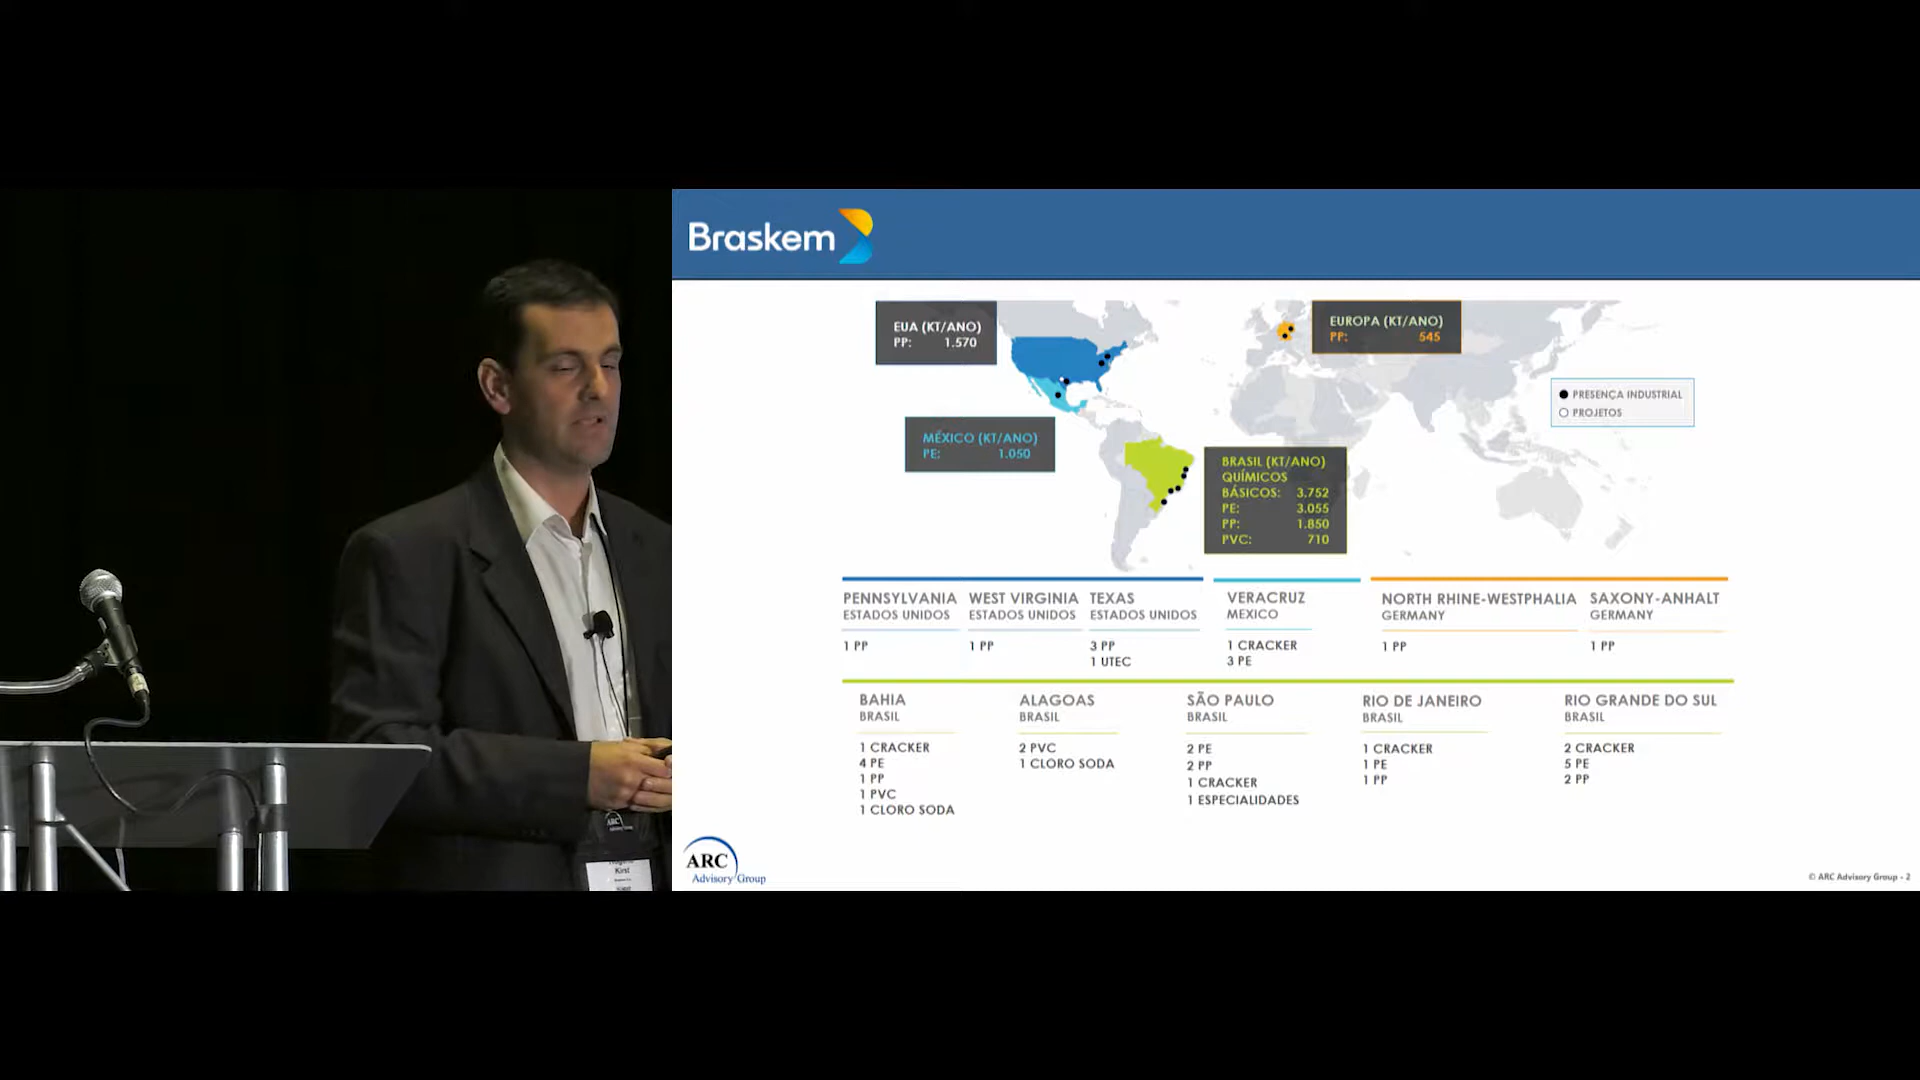 Braskem
EUA (KT/ANO)
PP: 1.570
EUROPA (KT/ANO)
PP: 545
PRESENÇA INDUSTRIAL
PROJETOS
MÉXICO (KT/ANO)
PE: 1.050
BRASIL (KT/ANO)
QUÍMICOS
BÁSICOS: 3.752
PE: 3.055
PP: 1.850
PVC: 710
PENNSYLVANIA
ESTADOS UNIDOS
1 PP
WEST VIRGINIA
ESTADOS UNIDOS
1 PP
TEXAS
ESTADOS UNIDOS
3 PP
1 UTEC
VERACRUZ
MEXICO
1 CRACKER
3 PE
NORTH RHINE-WESTPHALIA
GERMANY
1 PP
SAXONY-ANHALT
GERMANY
1 PP
BAHIA
BRASIL
1 CRACKER
4 PE
1 PP
1 PVC
1 CLORO SODA
ALAGOAS
BRASIL
2 PVC
1 CLORO SODA
SÃO PAULO
BRASIL
2 PE
2 PP
1 CRACKER
1 ESPECIALIDADES
RIO DE JANEIRO
BRASIL
1 CRACKER
1 PE
1 PP
RIO GRANDE DO SUL
BRASIL
2 CRACKER
5 PE
2 PP
ARC
Advisory Group
© ARC Advisory Group - 2
ARC
Kirst